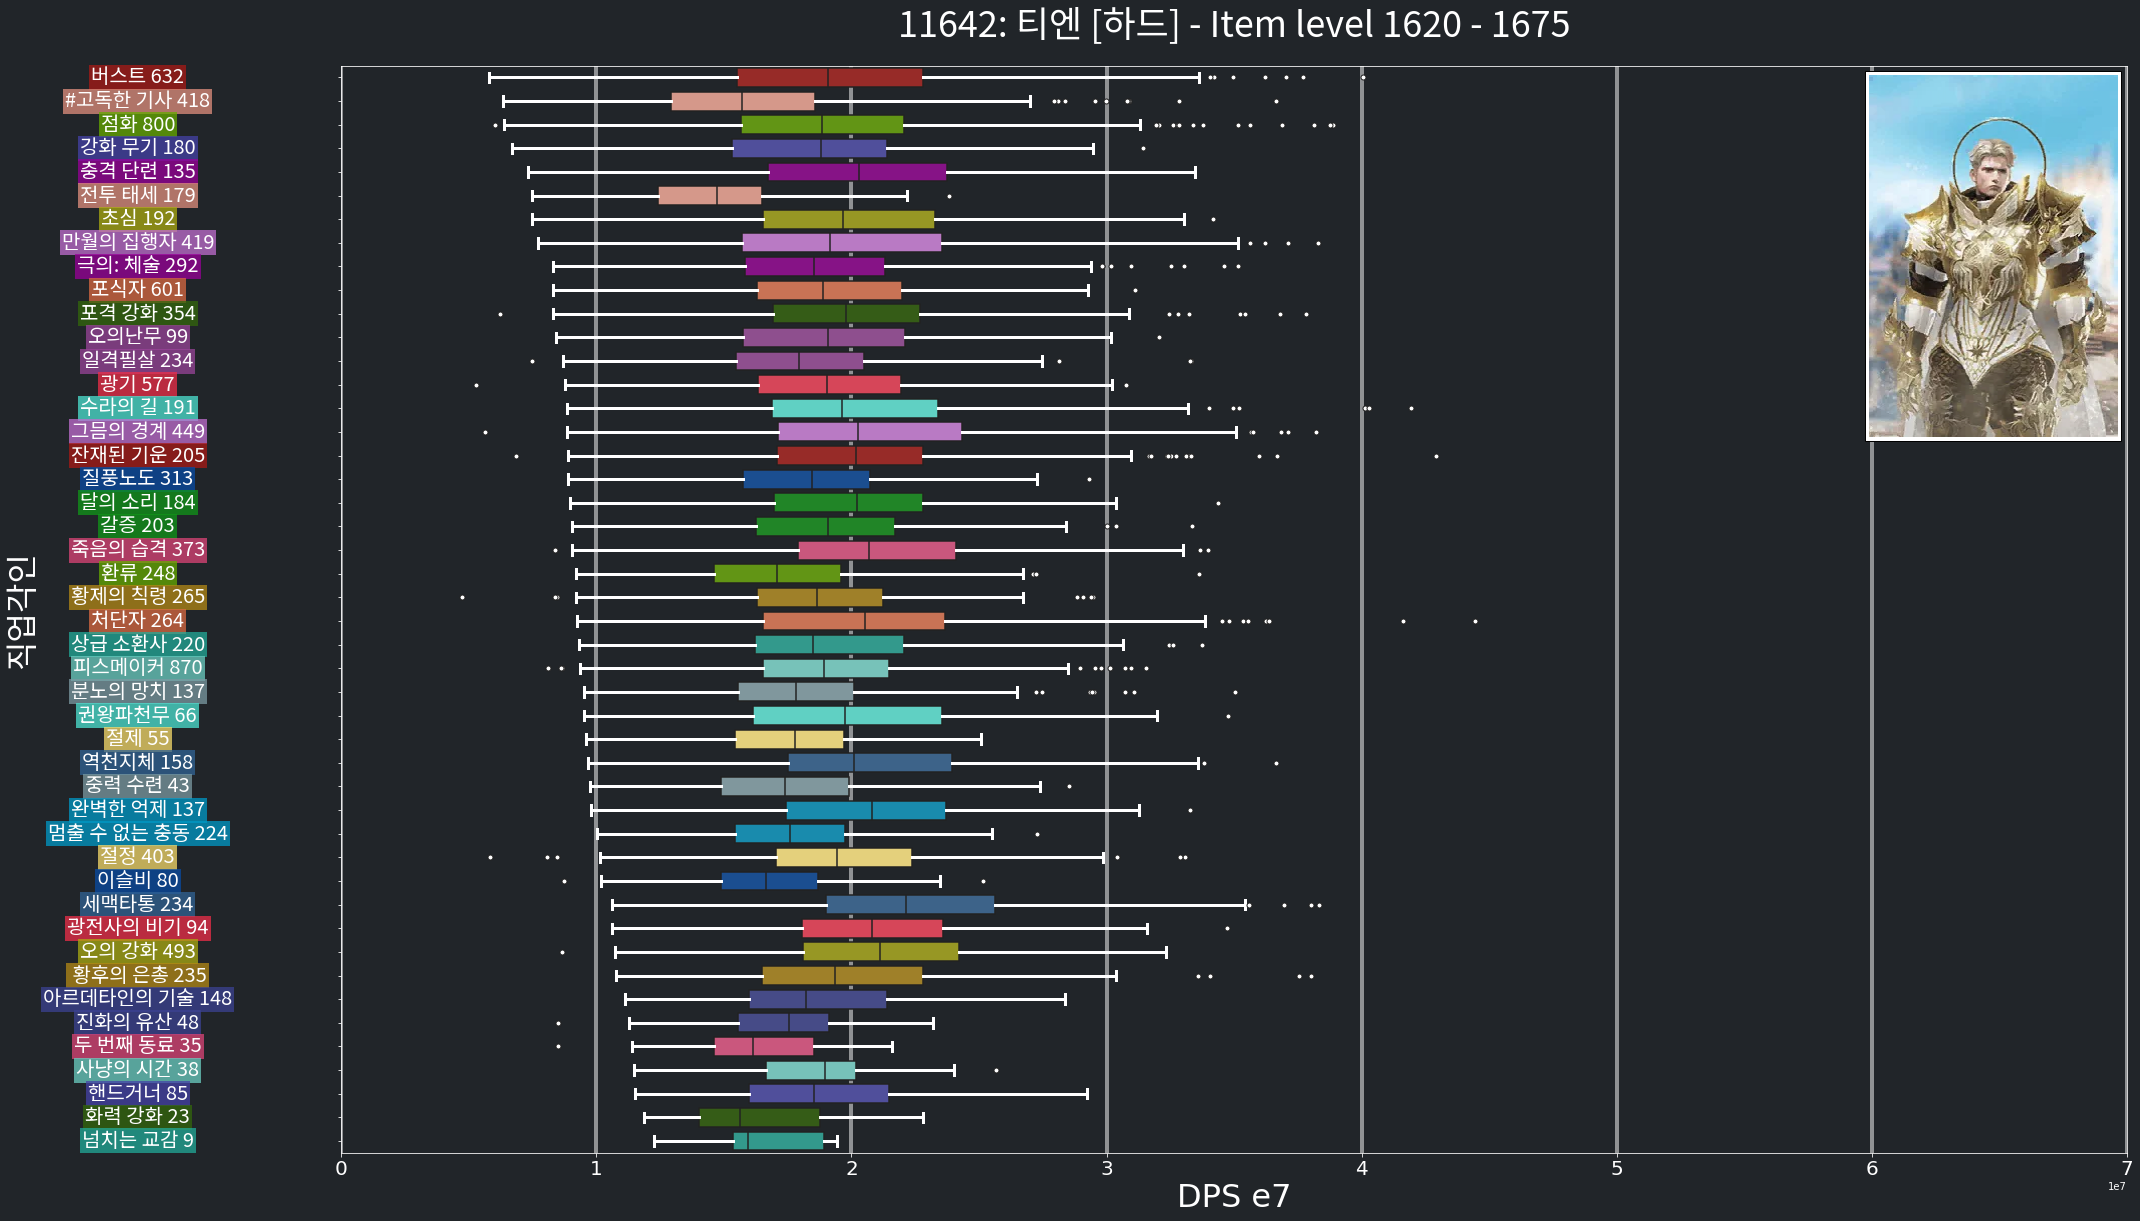 11642: 티엔 [하드] - Item level 1620 - 1675
버스트 632
#고독한 기사 418
점화 800
강화 무기 180
충격 단련 135
전투 태세 179
초심 192
만월의 집행자 419
극의: 체술 292
포식자 601
포격 강화 354
오의난무 99
일격필살 234
광기 577
수라의 길 191
그믐의 경계 449
잔재된 기운 205
질풍노도 313
달의 소리 184
갈증 203
죽음의 습격 373
환류 248
황제의 칙령 265
처단자 264
상급 소환사 220
피스메이커 870
분노의 망치 137
권왕파천무 66
절제 55
역천지체 158
중력 수련 43
완벽한 억제 137
멈출 수 없는 충동 224
절정 403
이슬비 80
세맥타통 234
광전사의 비기 94
오의 강화 493
황후의 은총 235
아르데타인의 기술 148
진화의 유산 48
두 번째 동료 35
사냥의 시간 38
핸드거너 85
화력 강화 23
넘치는 교감 9
직업각인
0 1 2 3 4 5 6 7
DPS e7
1e7